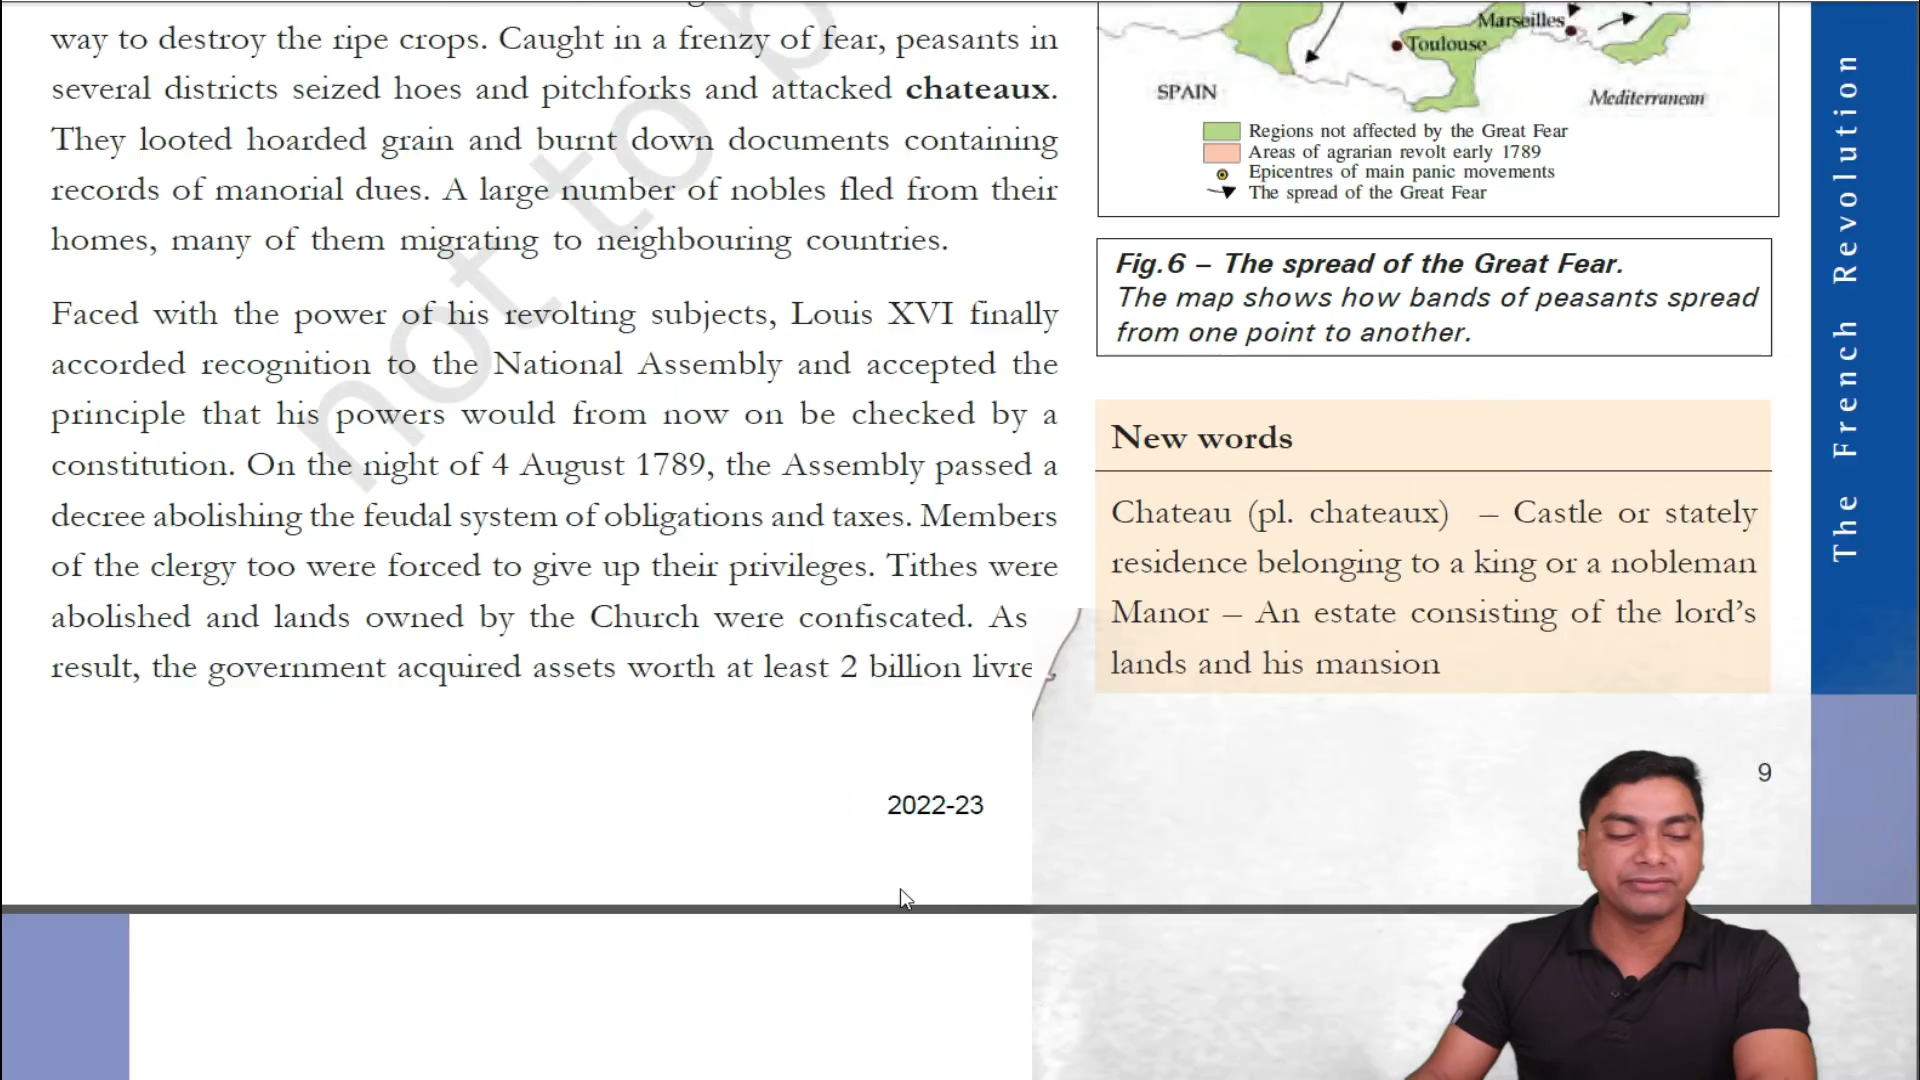 way to destroy the ripe crops. Caught in a frenzy of fear, peasants in
several districts seized hoes and pitchforks and attacked chateaux.
They looted hoarded grain and burnt down documents containing
records of manorial dues. A large number of nobles fled from their
homes, many of them migrating to neighbouring countries.
Faced with the power of his revolting subjects, Louis XVI finally
accorded recognition to the National Assembly and accepted the
principle that his powers would from now on be checked by a
constitution. On the night of 4 August 1789, the Assembly passed a
decree abolishing the feudal system of obligations and taxes. Members
of the clergy too were forced to give up their privileges. Tithes were
abolished and lands owned by the Church were confiscated. As
result, the government acquired assets worth at least 2 billion livre
2022-23
not to b
Marseilles
Toulouse
SPAIN
Mediterranean
Regions not affected by the Great Fear
Areas of agrarian revolt early 1789
Epicentres of main panic movements
The spread of the Great Fear
Fig.6 – The spread of the Great Fear.
The map shows how bands of peasants spread
from one point to another.
New words
Chateau (pl. chateaux) – Castle or stately
residence belonging to a king or a nobleman
Manor – An estate consisting of the lord's
lands and his mansion
9
The French Revolution